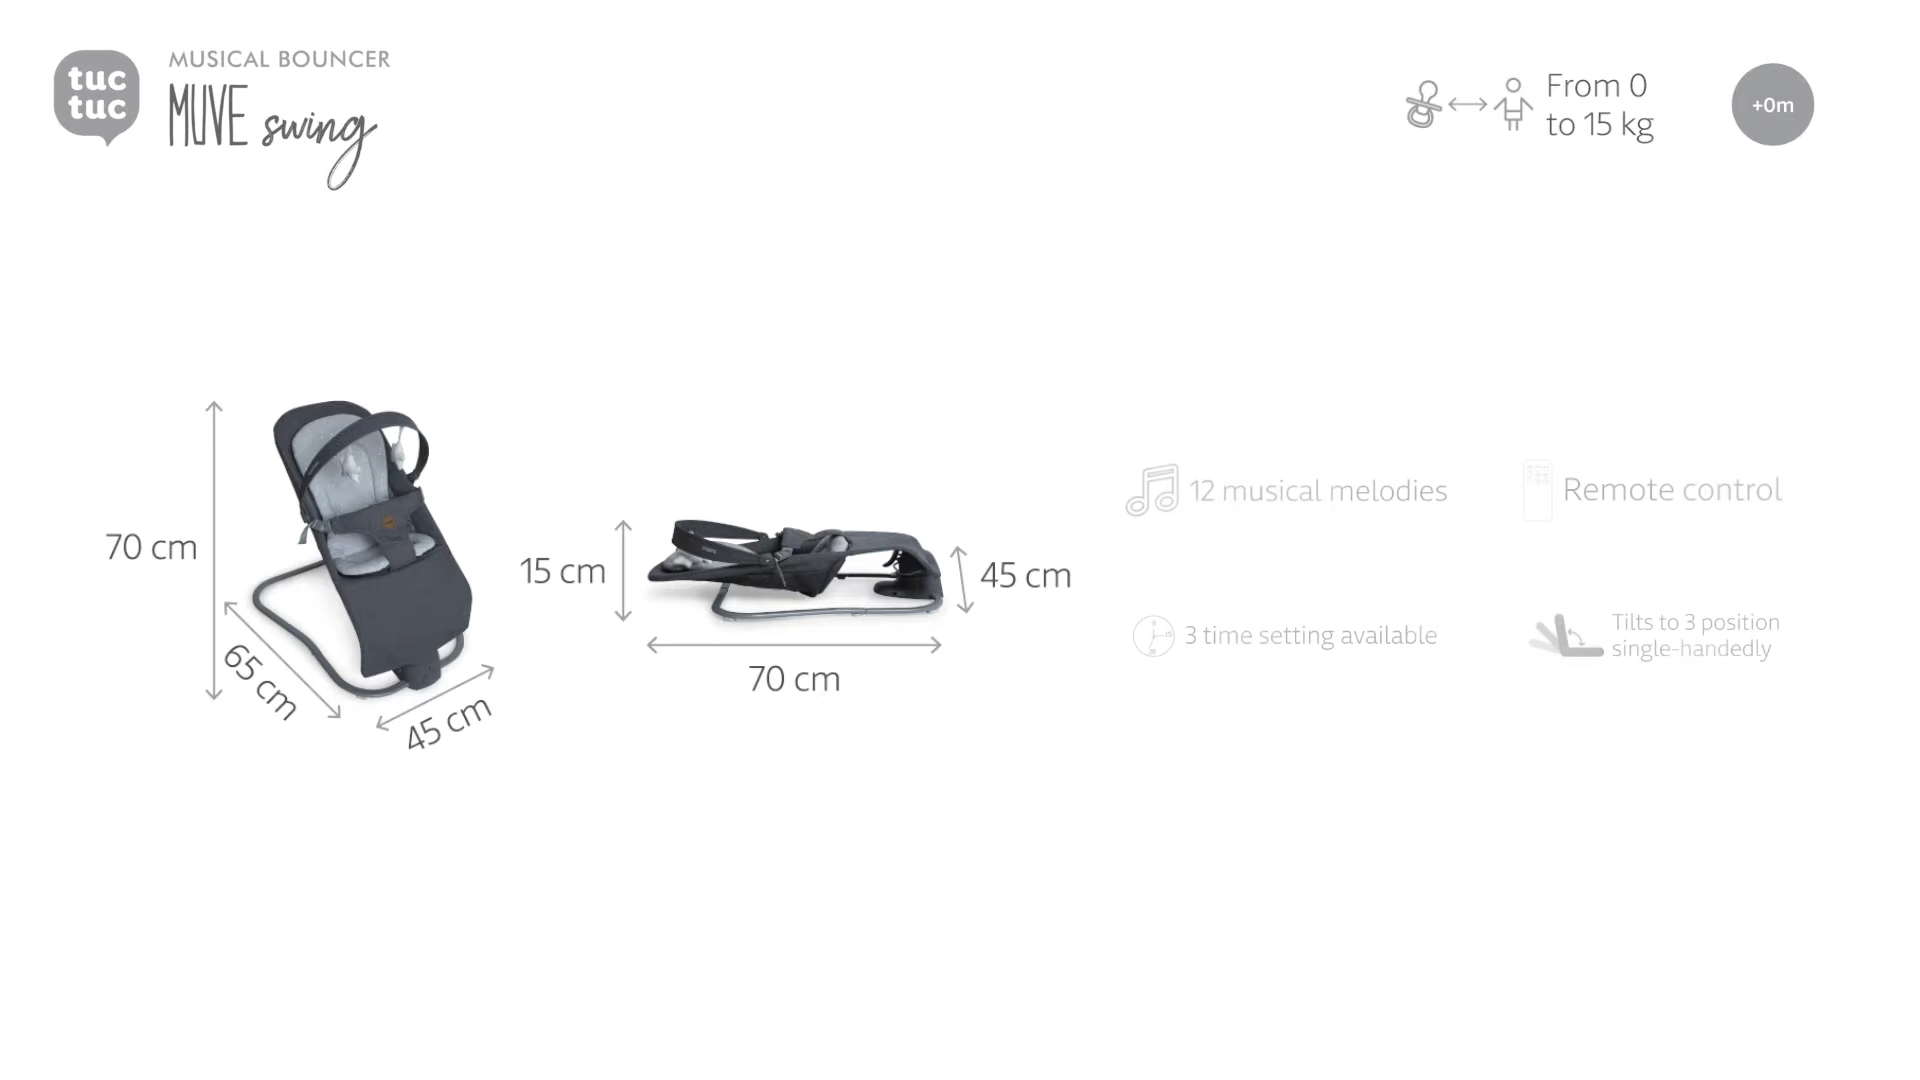 tuc
tuc
MUSICAL BOUNCER
MUVE swing
From 0
to 15 kg
+0m
70 cm
65 cm
45 cm
15 cm
45 cm
70 cm
12 musical melodies
Remote control
3 time setting available
Tilts to 3 position
single-handedly